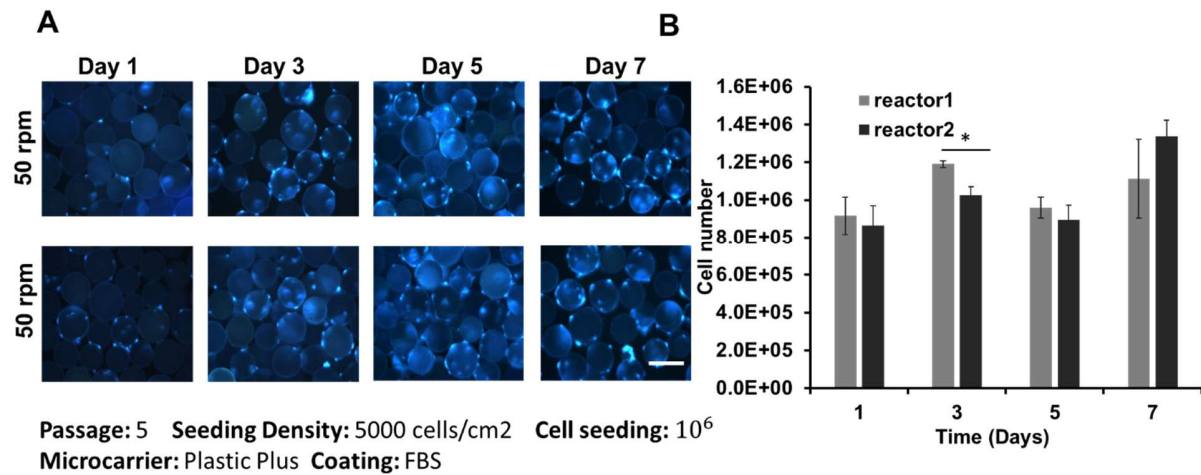 A
Day 1 Day 3 Day 5 Day 7
50 rpm
50 rpm
Passage: 5 Seeding Density: 5000 cells/cm2 Cell seeding: 10⁶
Microcarrier: Plastic Plus Coating: FBS
B
1.6E+06
1.4E+06
1.2E+06
1.0E+06
8.0E+05
6.0E+05
4.0E+05
2.0E+05
0.0E+00
Cell number
reactor1
reactor2
*
1 3 5 7
Time (Days)